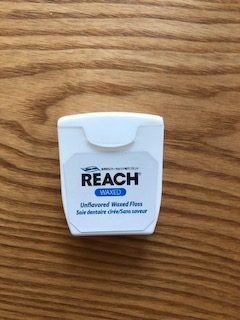 REACH®
WAXED
Unflavored Waxed Floss
Soie dentaire cirée/Sans saveur